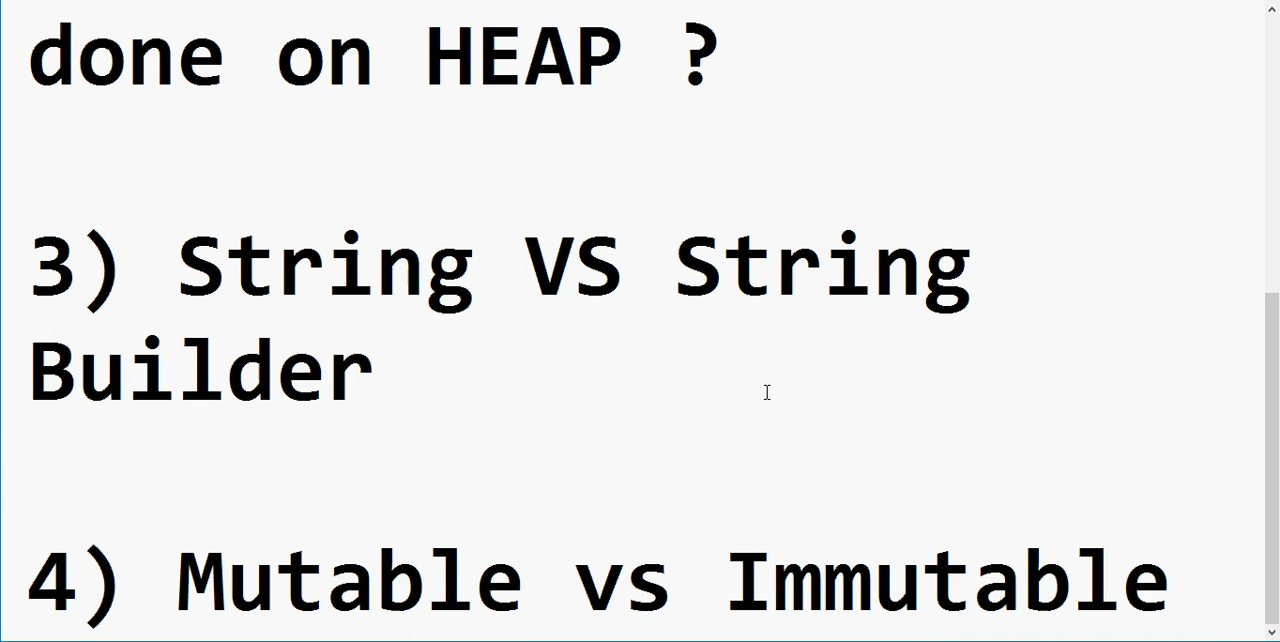 done on HEAP ?
3) String VS String
Builder
4) Mutable vs Immutable